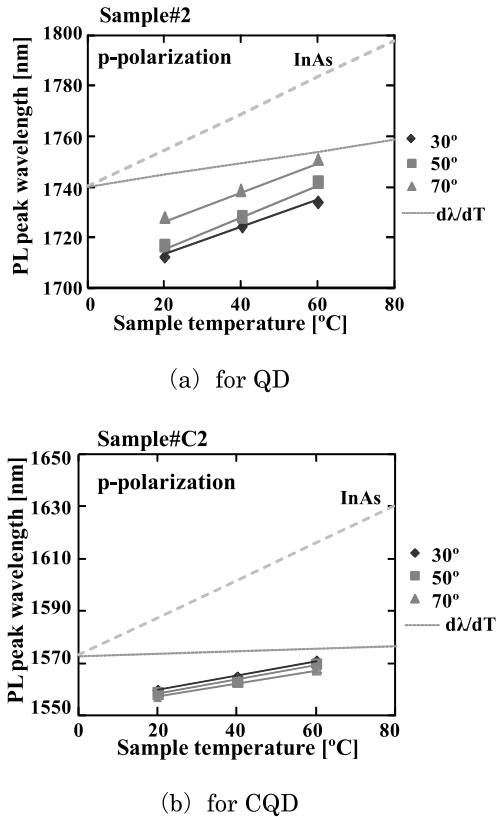 Sample#2
1800
1780
1760
1740
1720
1700
PL peak wavelength [nm]
p-polarization
InAs
30º
50º
70º
dλ/dT
0
20
40
60
80
Sample temperature [ºC]
(a) for QD
Sample#C2
1650
1630
1610
1590
1570
1550
PL peak wavelength [nm]
p-polarization
InAs
30º
50º
70º
dλ/dT
0
20
40
60
80
Sample temperature [ºC]
(b) for CQD